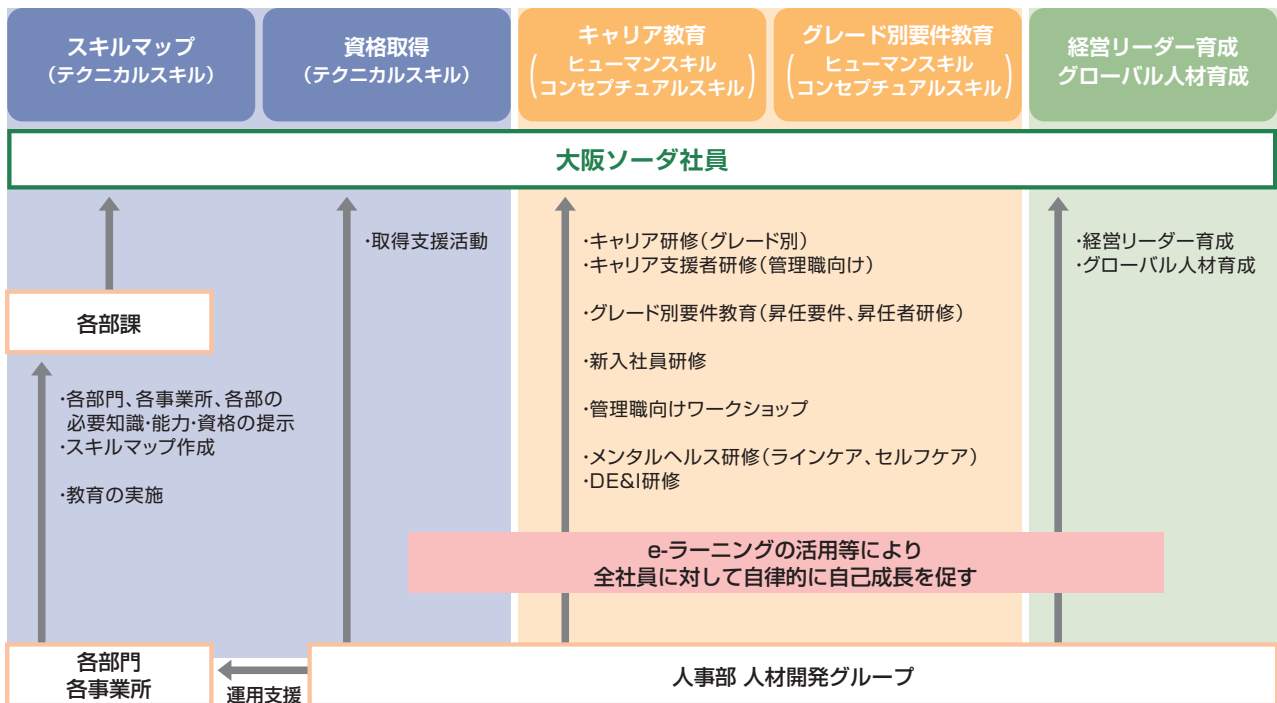 スキルマップ
（テクニカルスキル）
資格取得
（テクニカルスキル）
キャリア教育
（ヒューマンスキル
コンセプチュアルスキル）
グレード別要件教育
（ヒューマンスキル
コンセプチュアルスキル）
経営リーダー育成
グローバル人材育成
大阪ソーダ社員
各部課
・各部門、各事業所、各部の
必要知識・能力・資格の提示
・スキルマップ作成
・教育の実施
・取得支援活動
・キャリア研修（グレード別）
・キャリア支援者研修（管理職向け）
・グレード別要件教育（昇任要件、昇任者研修）
・新入社員研修
・管理職向けワークショップ
・メンタルヘルス研修（ラインケア、セルフケア）
・DE&I研修
・経営リーダー育成
・グローバル人材育成
e-ラーニングの活用等により
全社員に対して自律的に自己成長を促す
各部門
各事業所
運用支援
人事部 人材開発グループ